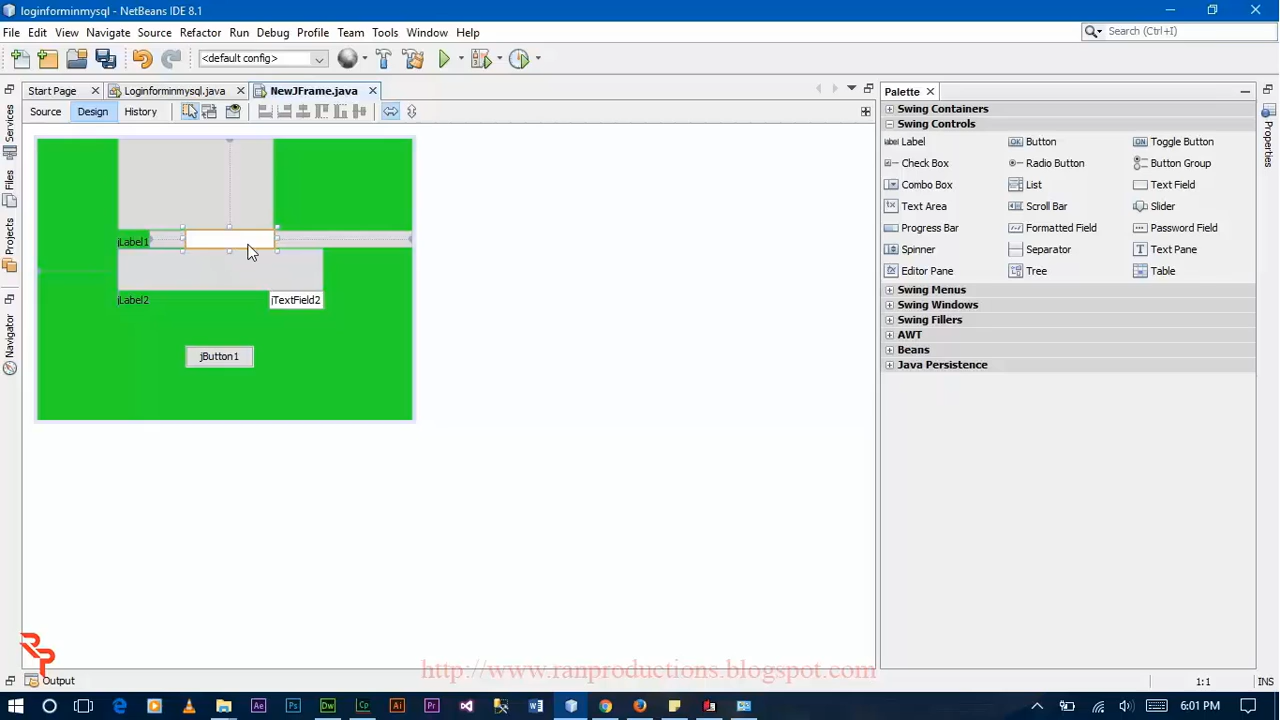 loginforminmysql - NetBeans IDE 8.1
File Edit View Navigate Source Refactor Run Debug Profile Team Tools Window Help
Search (Ctrl+I)
<default config>
Start Page Loginforminmysql.java NewJFrame.java
Source Design History
Palette
Swing Containers
Swing Controls
Label Button Toggle Button
Check Box Radio Button Button Group
Combo Box List Text Field
Text Area Scroll Bar Slider
Progress Bar Formatted Field Password Field
Spinner Separator Text Pane
Editor Pane Tree Table
Swing Menus
Swing Windows
Swing Fillers
AWT
Beans
Java Persistence
Services
Files
Projects
Navigator
Properties
jLabel1
jLabel2 jTextField2
jButton1
RP
http://www.ranproductions.blogspot.com
Output
1:1 INS
6:01 PM